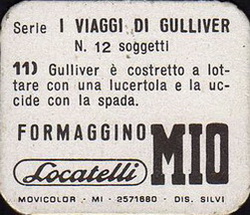 Serie I VIAGGI DI GULLIVER
N. 12 soggetti
11) Gulliver è costretto a lot-
tare con una lucertola e la uc-
cide con la spada.
FORMAGGINO MIO
Locatelli
MOVICOLOR - MI - 2571680 - DIS. SILVI